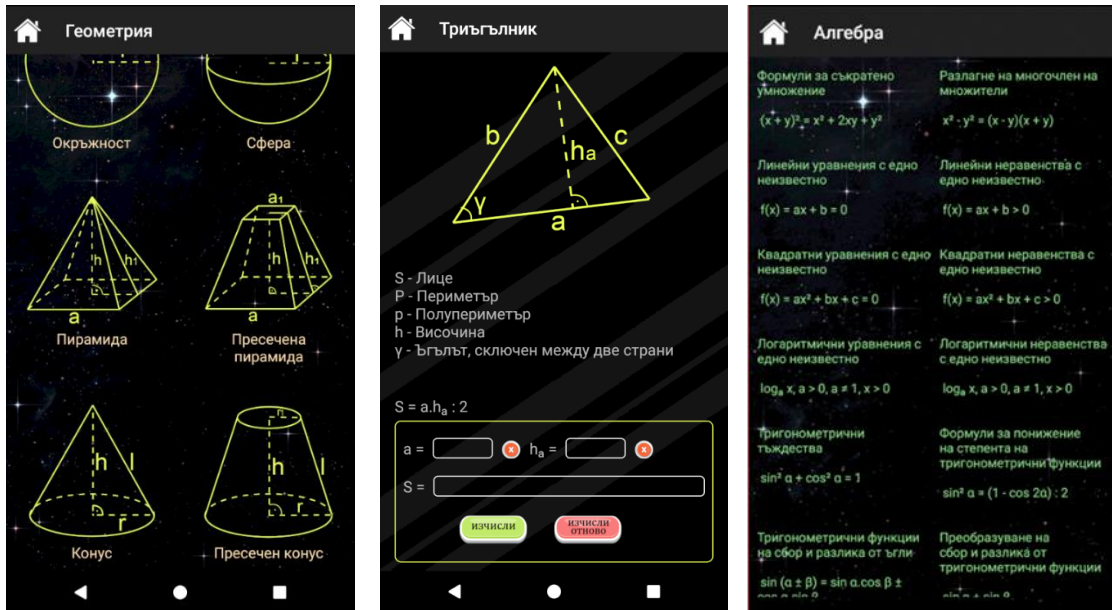 Геометрия
r
Окръжност
Сфера
h
h₁
a
Пирамида
a₁
h
h₁
a
Пресечена
пирамида
h
l
r
Конус
r₁
h
l
r
Пресечен конус
Триъгълник
b
c
hа
γ
a
S - Лице
P - Периметър
p - Полупериметър
h - Височина
γ - Ъгълът, сключен между две страни
S = a.hₐ : 2
a =
x
hₐ =
x
S =
ИЗЧИСЛИ
ИЗЧИСЛИ
ОТНОВО
Алгебра
Формули за съкратено
умножение
(x + y)² = x² + 2xy + y²
Разлагне на многочлен на
множители
x² - y² = (x - y)(x + y)
Линейни уравнения с едно
неизвестно
f(x) = ax + b = 0
Линейни неравенства с
едно неизвестно
f(x) = ax + b > 0
Квадратни уравнения с едно
неизвестно
f(x) = ax² + bx + c = 0
Квадратни неравенства с
едно неизвестно
f(x) = ax² + bx + c > 0
Логаритмични уравнения с
едно неизвестно
logₐ x, a > 0, a ≠ 1, x > 0
Логаритмични неравенства
с едно неизвестно
logₐ x, a > 0, a ≠ 1, x > 0
Тригонометрични
тъждества
sin² α + cos² α = 1
Формули за понижение
на степента на
тригонометрични функции
sin² α = (1 - cos 2α) : 2
Тригонометрични функции
на сбор и разлика от ъгли
sin (α ± β) = sin α.cos β ±
Преобразуване на
сбор и разлика от
тригонометрични функции